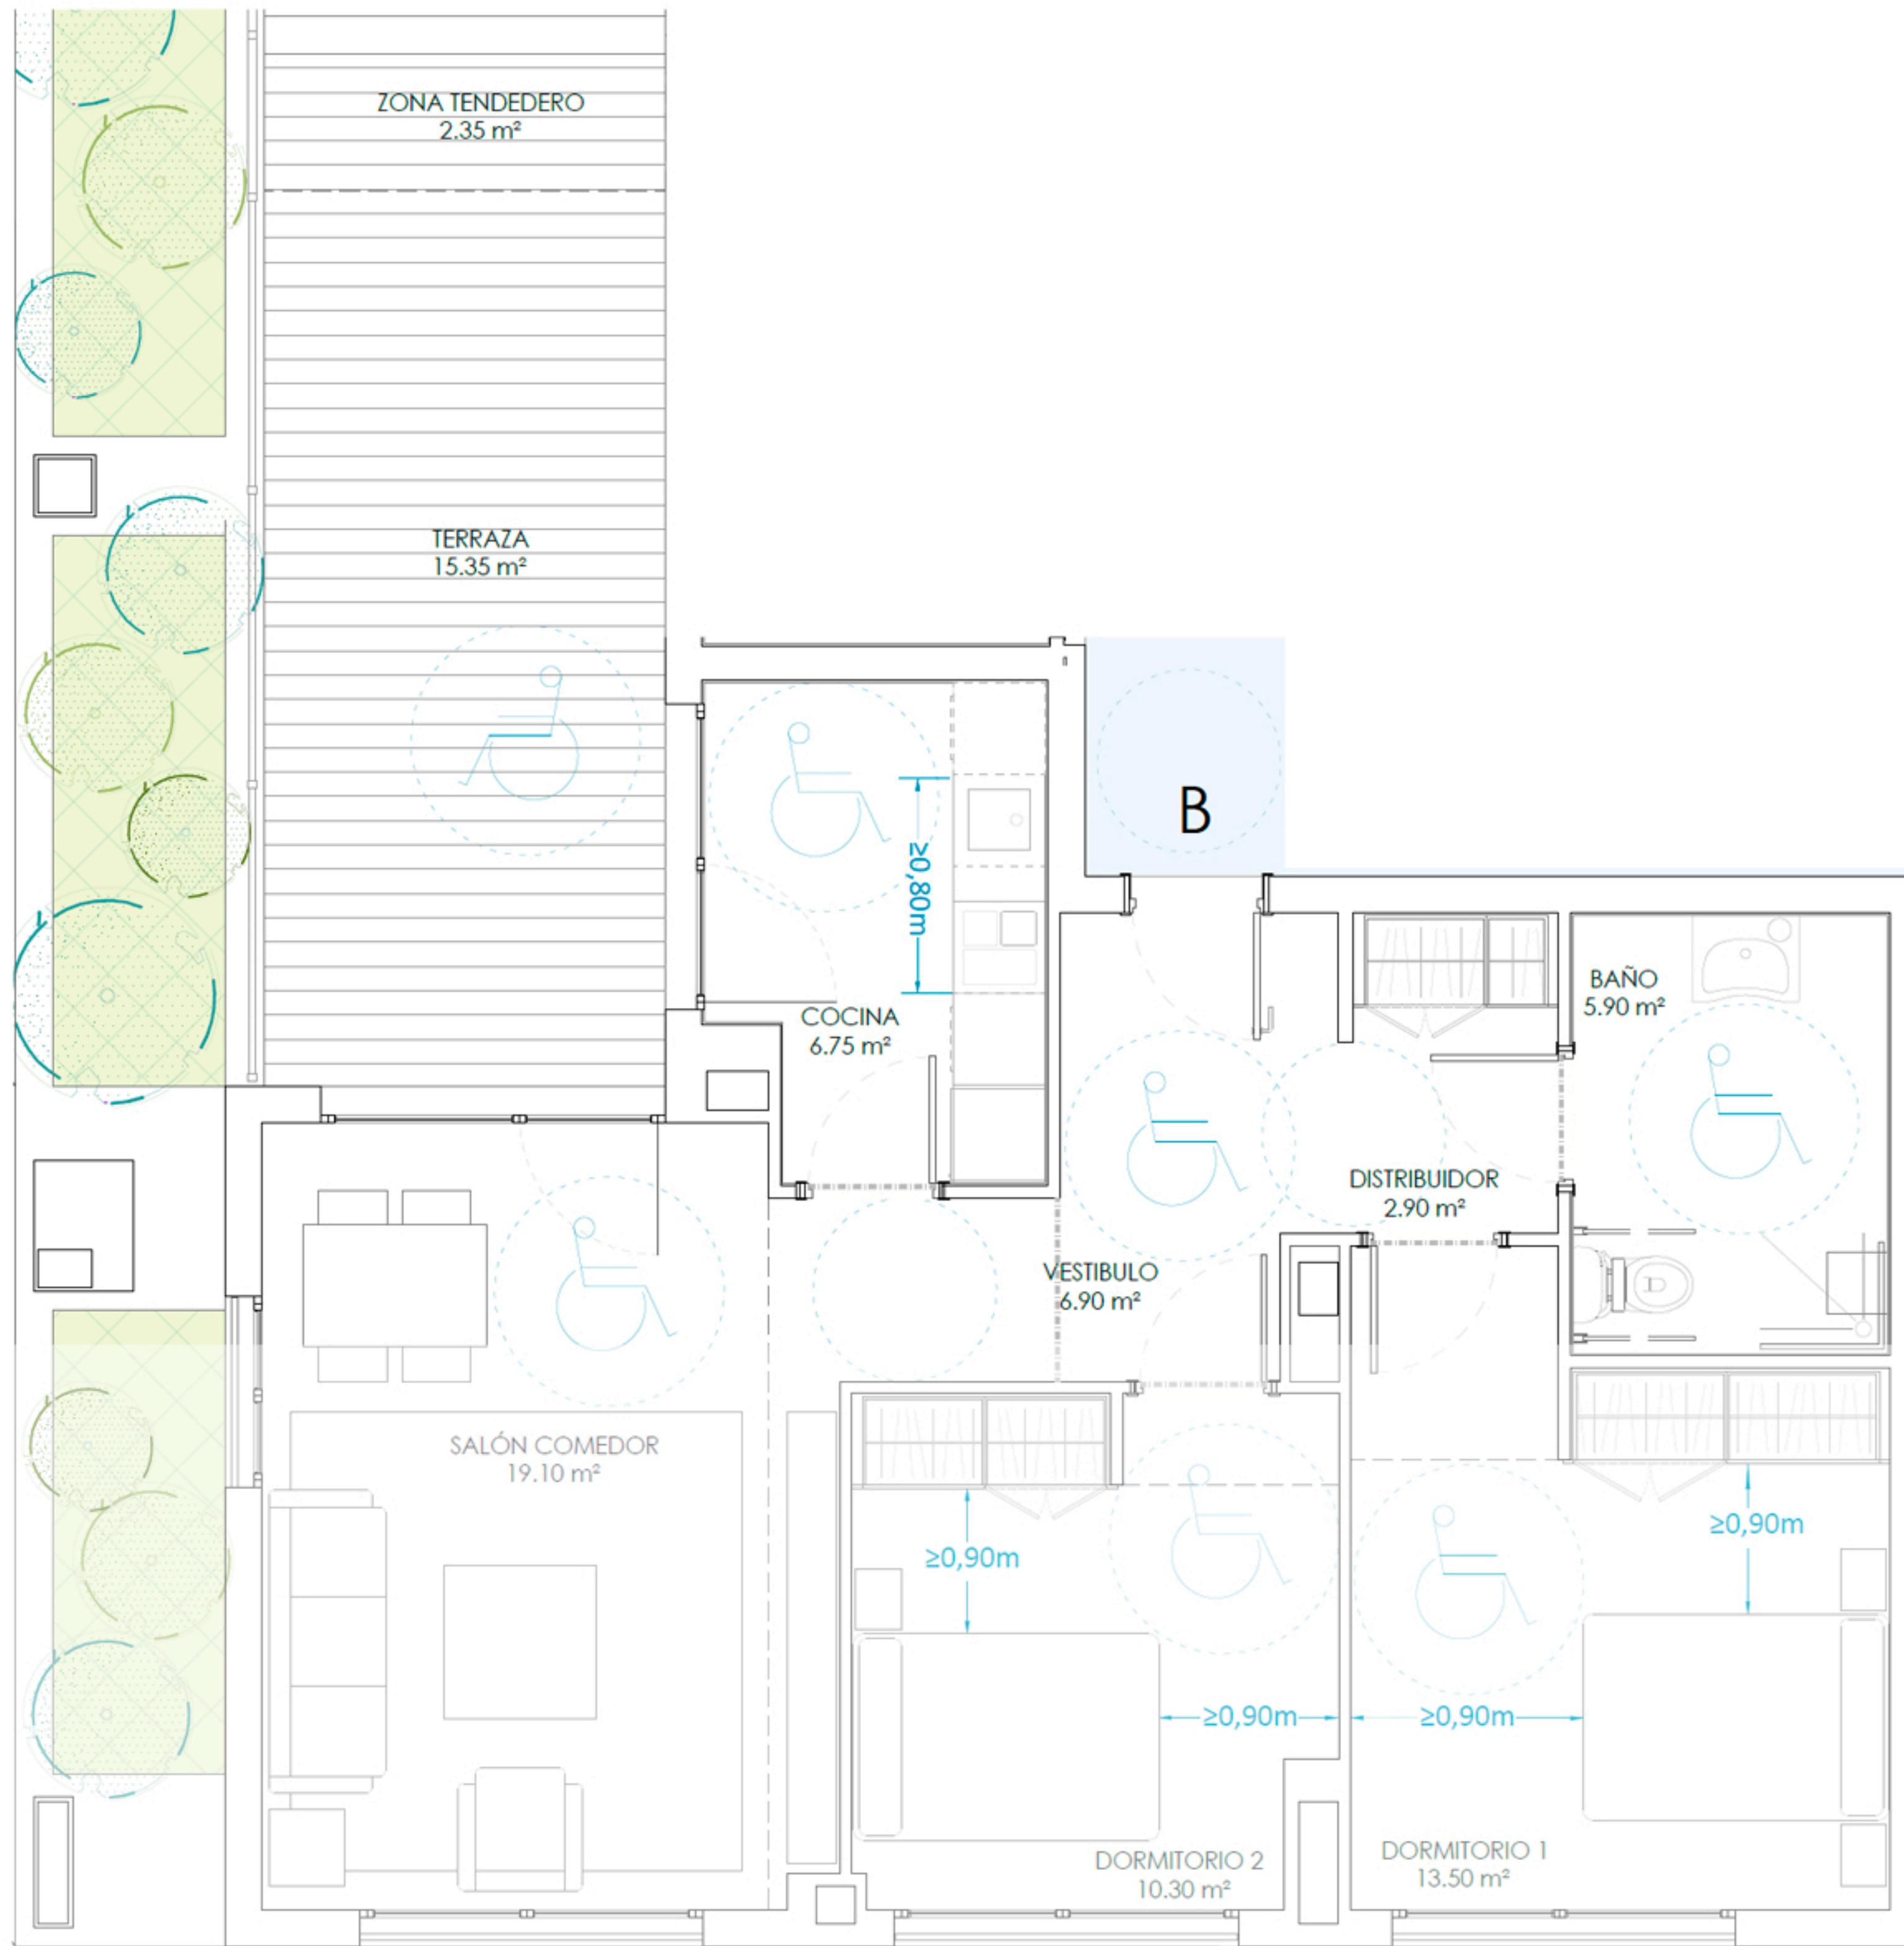 ZONA TENDEDERO
2.35 m²
TERRAZA
15.35 m²
B
≥0,80m
COCINA
6.75 m²
BAÑO
5.90 m²
DISTRIBUIDOR
2.90 m²
VESTIBULO
6.90 m²
SALÓN COMEDOR
19.10 m²
≥0,90m
≥0,90m
≥0,90m
≥0,90m
DORMITORIO 2
10.30 m²
DORMITORIO 1
13.50 m²